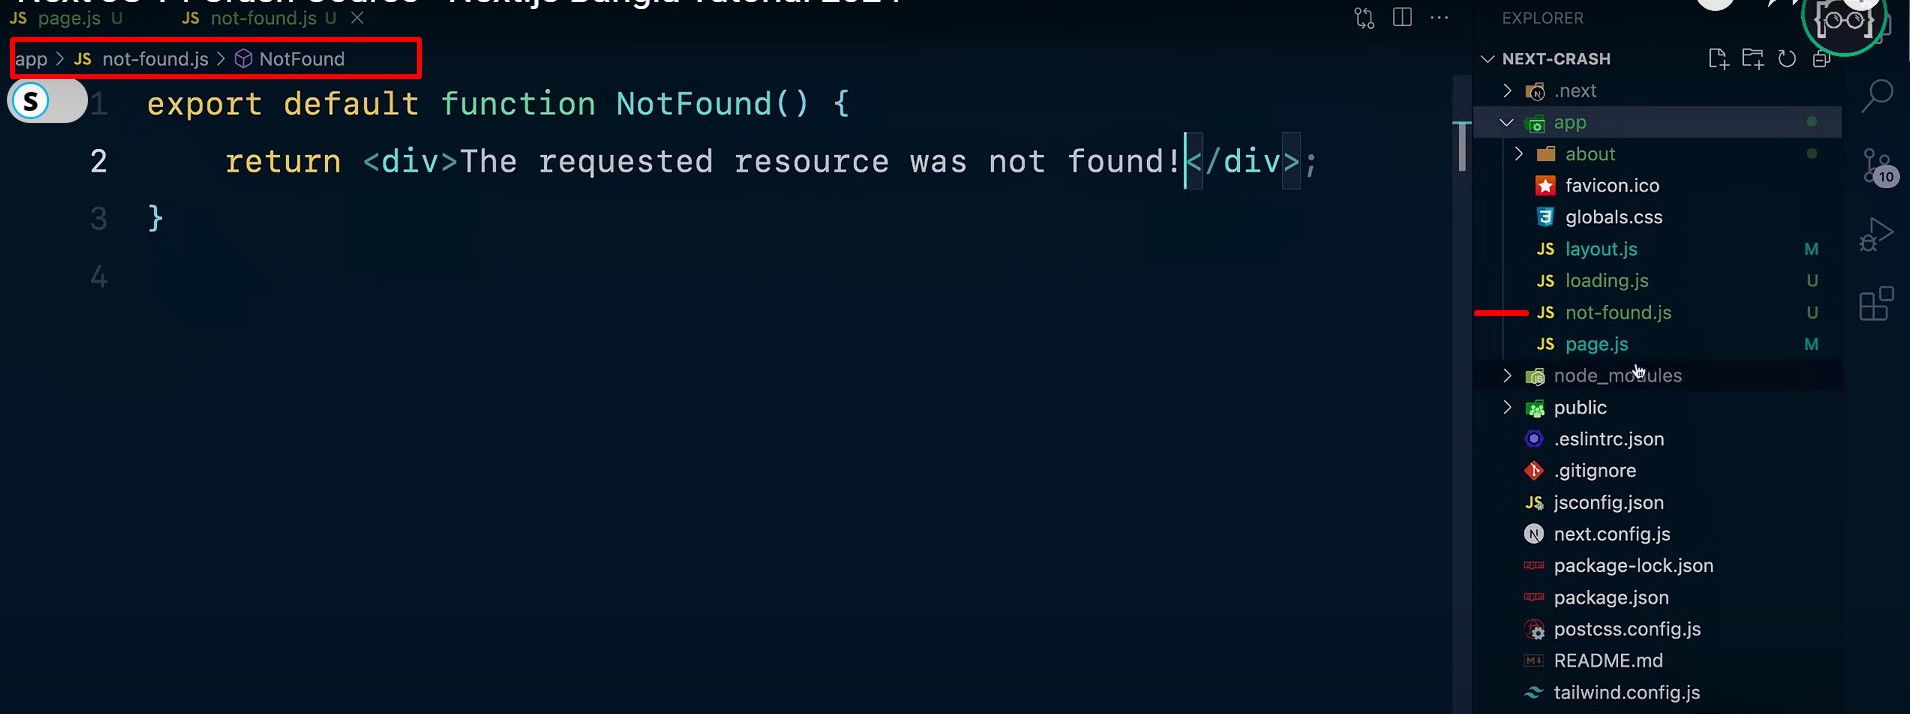 JS page.js U JS not-found.js U
app > JS not-found.js > NotFound
S
1 export default function NotFound() {
2 return <div>The requested resource was not found!</div>;
3 }
4
EXPLORER
NEXT-CRASH
.next
app
about
favicon.ico
globals.css
JS layout.js M
JS loading.js U
JS not-found.js U
JS page.js M
node_modules
public
.eslintrc.json
.gitignore
JS jsconfig.json
N next.config.js
package-lock.json
package.json
postcss.config.js
README.md
tailwind.config.js
10